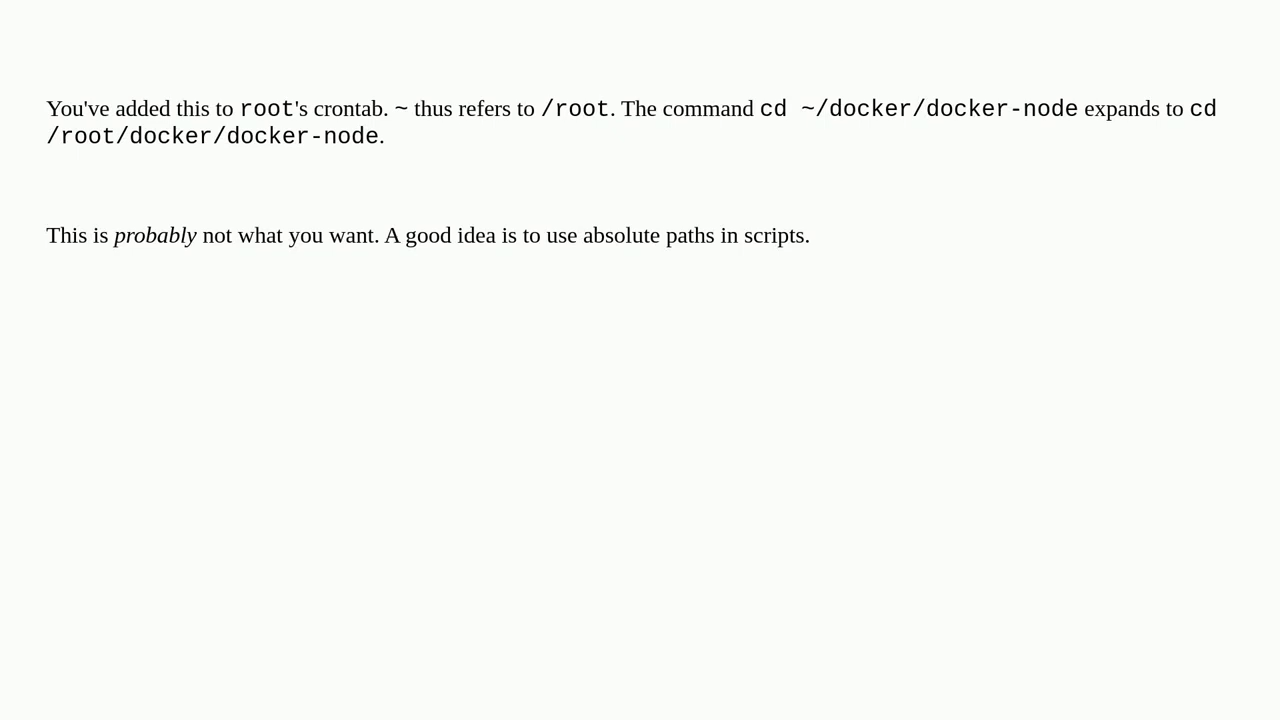 You've added this to root's crontab. ~ thus refers to /root. The command cd ~/docker/docker-node expands to cd
/root/docker/docker-node.
This is probably not what you want. A good idea is to use absolute paths in scripts.